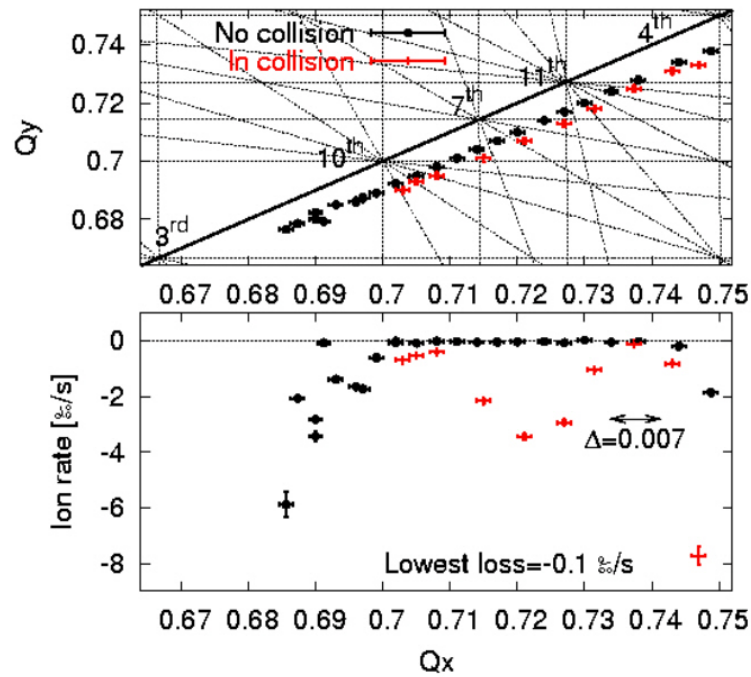 No collision
In collision
4th
11th
7th
10th
3rd
0.74
0.72
0.7
0.68
Qy
0.67 0.68 0.69 0.7 0.71 0.72 0.73 0.74 0.75
0
-2
-4
-6
-8
Ion rate [‰/s]
Δ=0.007
Lowest loss=-0.1 ‰/s
0.67 0.68 0.69 0.7 0.71 0.72 0.73 0.74 0.75
Qx